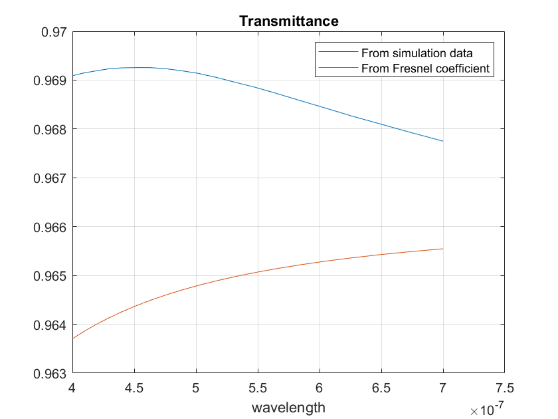 Transmittance
From simulation data
From Fresnel coefficient
0.97
0.969
0.968
0.967
0.966
0.965
0.964
0.963
4 4.5 5 5.5 6 6.5 7 7.5
wavelength
×10⁻⁷